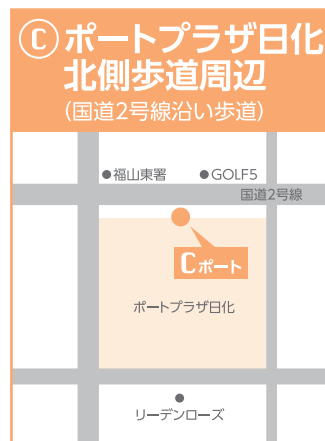 Ⓒ ポートプラザ日化
北側歩道周辺
(国道2号線沿い歩道)
●福山東署 ●GOLF5
国道2号線
Cポート
ポートプラザ日化
リーデンローズ